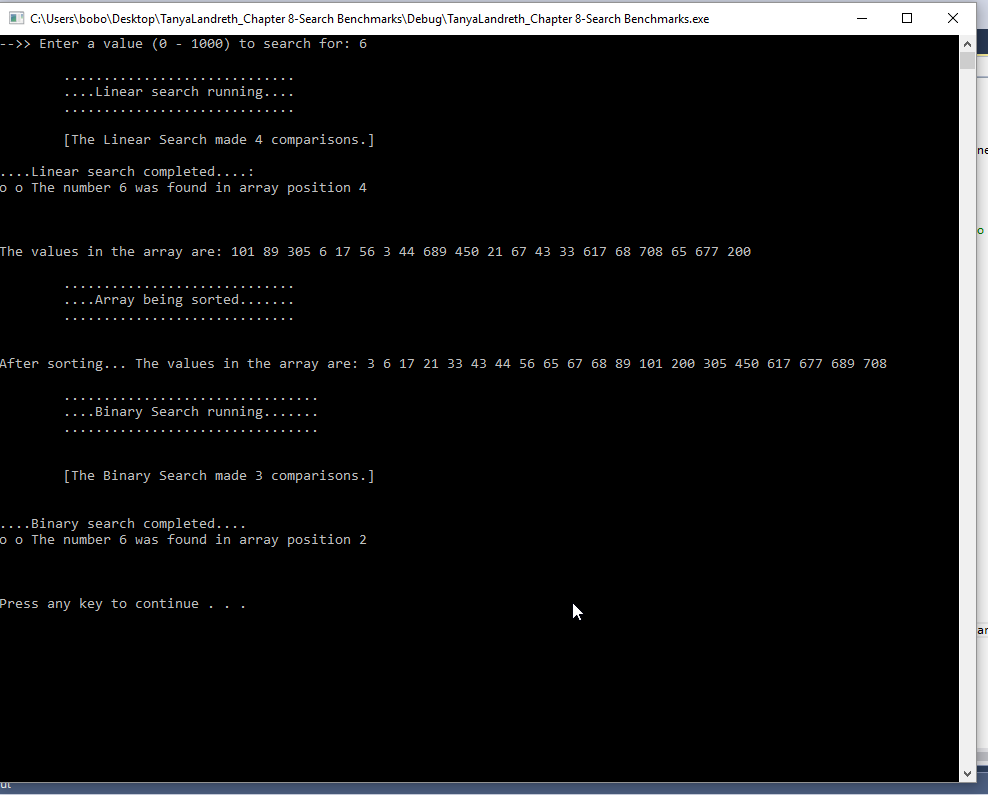 C:\Users\bobo\Desktop\TanyaLandreth_Chapter 8-Search Benchmarks\Debug\TanyaLandreth_Chapter 8-Search Benchmarks.exe
-->> Enter a value (0 - 1000) to search for: 6
.............................
....Linear search running....
.............................
[The Linear Search made 4 comparisons.]
....Linear search completed....:
o o The number 6 was found in array position 4
The values in the array are: 101 89 305 6 17 56 3 44 689 450 21 67 43 33 617 68 708 65 677 200
.............................
....Array being sorted.......
.............................
After sorting... The values in the array are: 3 6 17 21 33 43 44 56 65 67 68 89 101 200 305 450 617 677 689 708
................................
....Binary Search running.......
................................
[The Binary Search made 3 comparisons.]
....Binary search completed....
o o The number 6 was found in array position 2
Press any key to continue . . .